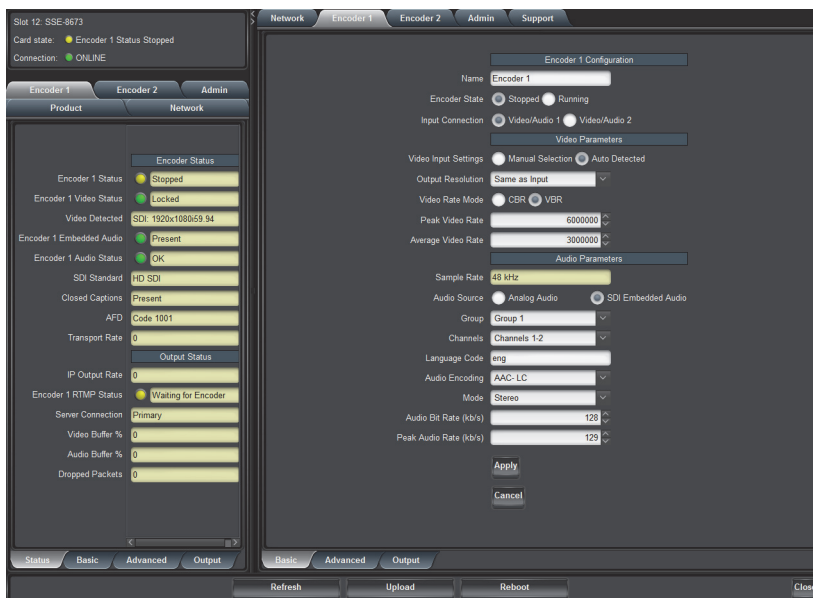 Slot 12: SSE-8673
Card state: Encoder 1 Status Stopped
Connection: ONLINE
Encoder 1 Encoder 2 Admin
Product Network
Encoder Status
Encoder 1 Status Stopped
Encoder 1 Video Status Locked
Video Detected SDI: 1920x1080i59.94
Encoder 1 Embedded Audio Present
Encoder 1 Audio Status OK
SDI Standard HD SDI
Closed Captions Present
AFD Code 1001
Transport Rate 0
Output Status
IP Output Rate 0
Encoder 1 RTMP Status Waiting for Encoder
Server Connection Primary
Video Buffer % 0
Audio Buffer % 0
Dropped Packets 0
Status Basic Advanced Output
Network Encoder 1 Encoder 2 Admin Support
Encoder 1 Configuration
Name Encoder 1
Encoder State Stopped Running
Input Connection Video/Audio 1 Video/Audio 2
Video Parameters
Video Input Settings Manual Selection Auto Detected
Output Resolution Same as Input
Video Rate Mode CBR VBR
Peak Video Rate 6000000
Average Video Rate 3000000
Audio Parameters
Sample Rate 48 kHz
Audio Source Analog Audio SDI Embedded Audio
Group Group 1
Channels Channels 1-2
Language Code eng
Audio Encoding AAC- LC
Mode Stereo
Audio Bit Rate (kb/s) 128
Peak Audio Rate (kb/s) 129
Apply
Cancel
Basic Advanced Output
Refresh Upload Reboot Close